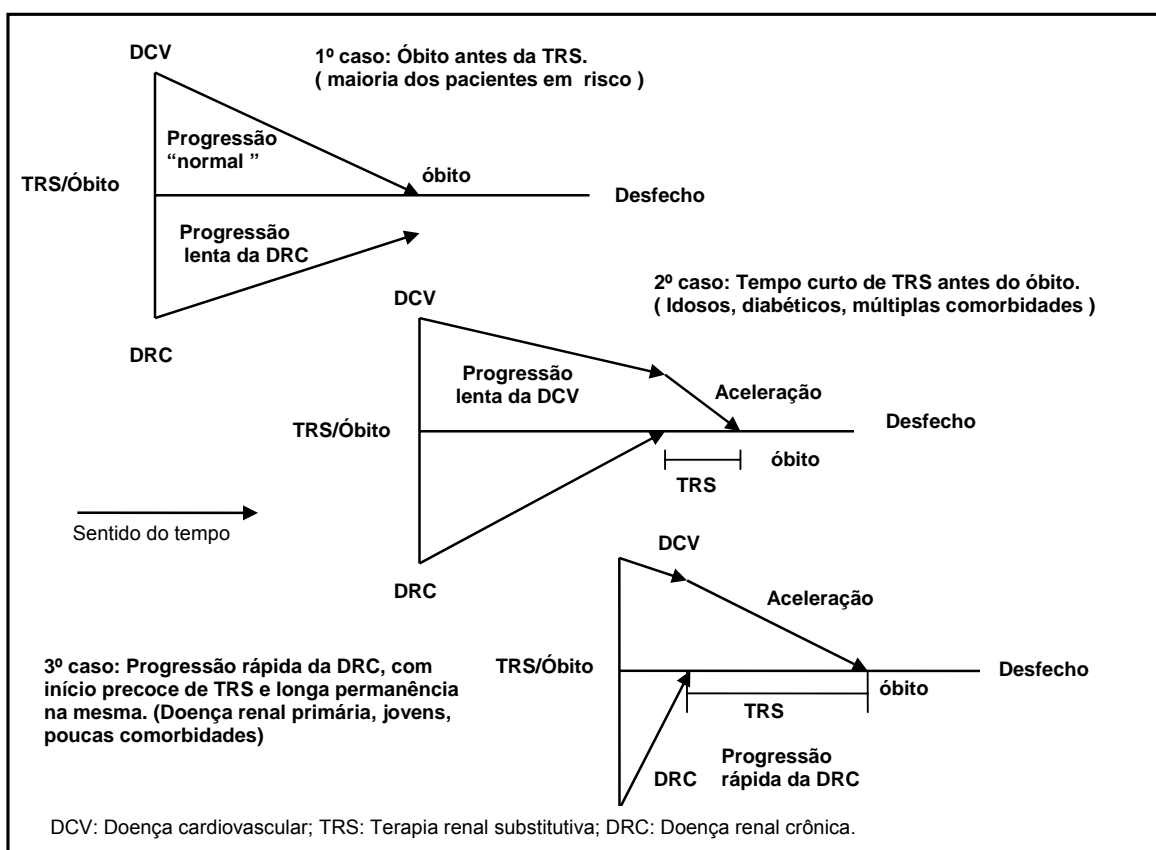 DCV
1º caso: Óbito antes da TRS.
( maioria dos pacientes em risco )
Progressão
“normal ”
TRS/Óbito
óbito
Desfecho
Progressão
lenta da DRC
DRC
DCV
2º caso: Tempo curto de TRS antes do óbito.
( Idosos, diabéticos, múltiplas comorbidades )
Progressão
lenta da DCV
Aceleração
TRS/Óbito
Desfecho
óbito
TRS
Sentido do tempo
DRC
DCV
Aceleração
3º caso: Progressão rápida da DRC, com
início precoce de TRS e longa permanência
na mesma. (Doença renal primária, jovens,
poucas comorbidades)
TRS/Óbito
Desfecho
óbito
TRS
DRC
Progressão
rápida da DRC
DCV: Doença cardiovascular; TRS: Terapia renal substitutiva; DRC: Doença renal crônica.